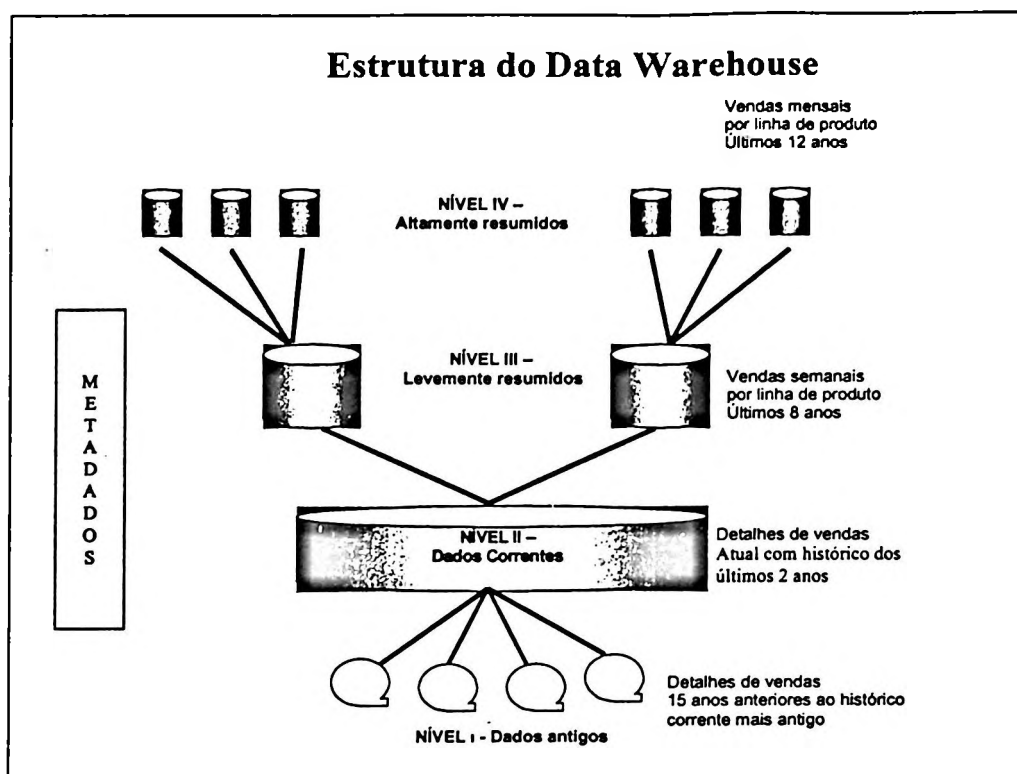 Estrutura do Data Warehouse
Vendas mensais
por linha de produto
Últimos 12 anos
NÍVEL IV –
Altamente resumidos
NÍVEL III –
Levemente resumidos
Vendas semanais
por linha de produto
Últimos 8 anos
METADADOS
NÍVEL II –
Dados Correntes
Detalhes de vendas
Atual com histórico dos
últimos 2 anos
Detalhes de vendas
15 anos anteriores ao histórico
corrente mais antigo
NÍVEL I - Dados antigos